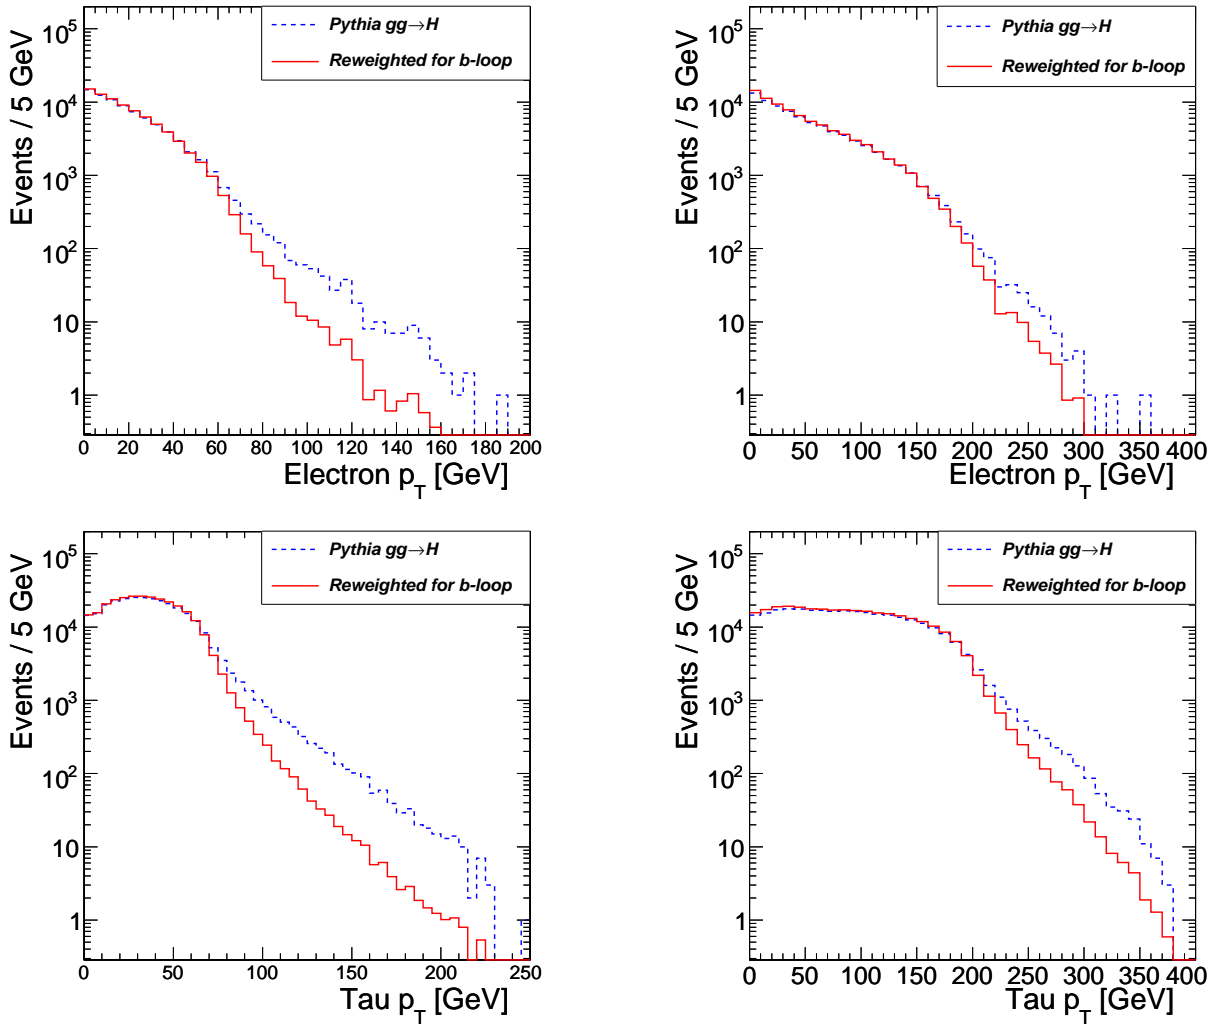 Events / 5 GeV
10^5
10^4
10^3
10^2
10
1
Pythia gg→H
Reweighted for b-loop
0 20 40 60 80 100 120 140 160 180 200
Electron p_T [GeV]
Events / 5 GeV
10^5
10^4
10^3
10^2
10
1
Pythia gg→H
Reweighted for b-loop
0 50 100 150 200 250 300 350 400
Electron p_T [GeV]
Events / 5 GeV
10^5
10^4
10^3
10^2
10
1
Pythia gg→H
Reweighted for b-loop
0 50 100 150 200 250
Tau p_T [GeV]
Events / 5 GeV
10^5
10^4
10^3
10^2
10
1
Pythia gg→H
Reweighted for b-loop
0 50 100 150 200 250 300 350 400
Tau p_T [GeV]